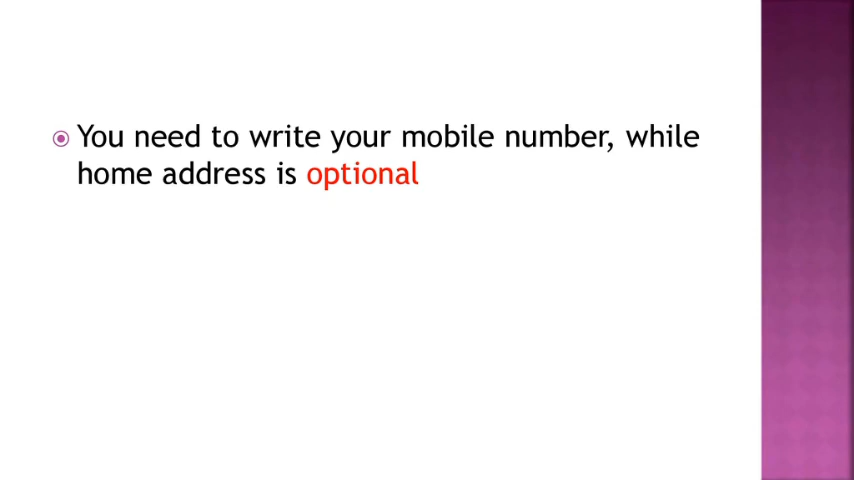 You need to write your mobile number, while
home address is optional